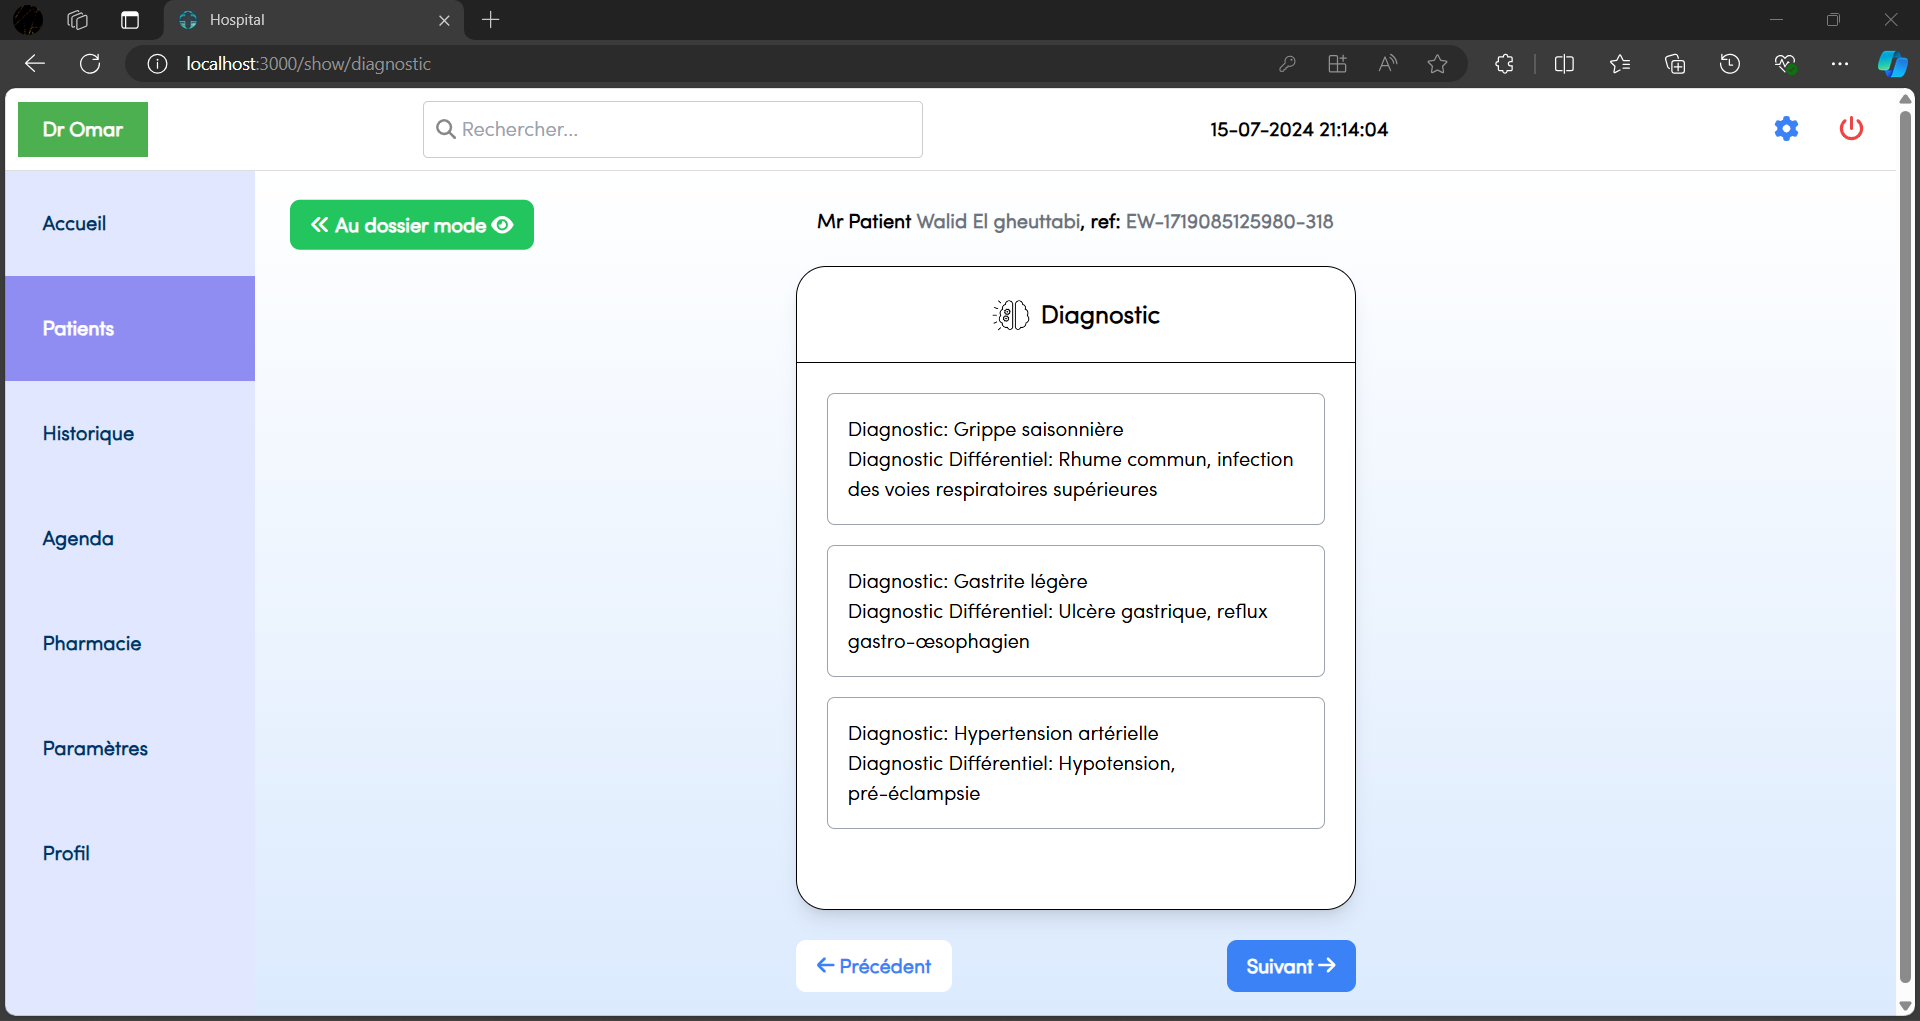 Hospital
localhost:3000/show/diagnostic
Dr Omar
Rechercher...
15-07-2024 21:14:04
Accueil
Patients
Historique
Agenda
Pharmacie
Paramètres
Profil
Au dossier mode
Mr Patient Walid El gheuttabi, ref: EW-1719085125980-318
Diagnostic
Diagnostic: Grippe saisonnière
Diagnostic Différentiel: Rhume commun, infection
des voies respiratoires supérieures
Diagnostic: Gastrite légère
Diagnostic Différentiel: Ulcère gastrique, reflux
gastro-œsophagien
Diagnostic: Hypertension artérielle
Diagnostic Différentiel: Hypotension,
pré-éclampsie
Précédent
Suivant